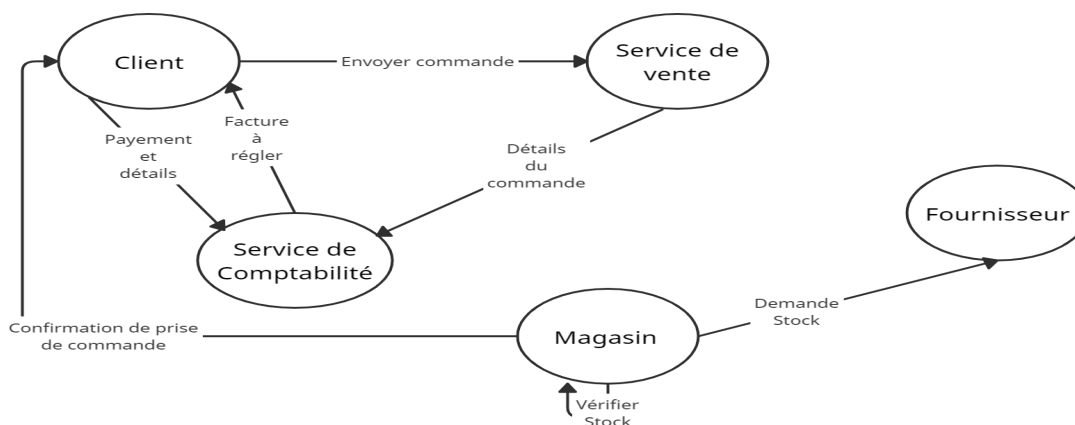 Client
Envoyer commande
Service de
vente
Facture
à
régler
Payement
et
détails
Détails
du
commande
Fournisseur
Service de
Comptabilité
Demande
Stock
Confirmation de prise
de commande
Magasin
Vérifier
Stock